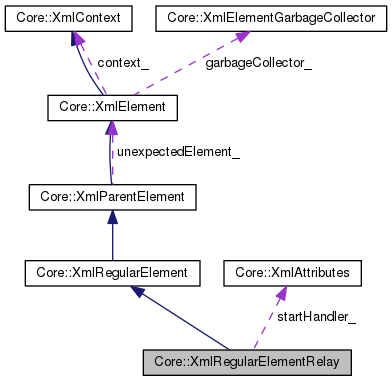 Core::XmlContext
Core::XmlElementGarbageCollector
context_
garbageCollector_
Core::XmlElement
unexpectedElement_
Core::XmlParentElement
Core::XmlRegularElement
Core::XmlAttributes
startHandler_
Core::XmlRegularElementRelay